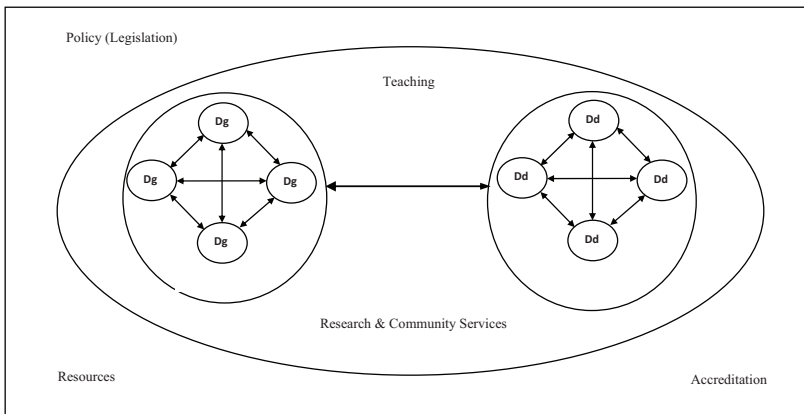 Policy (Legislation)
Teaching
Dg
Dd
Dg
Dg
Dd
Dd
Dg
Dd
Research & Community Services
Resources
Accreditation